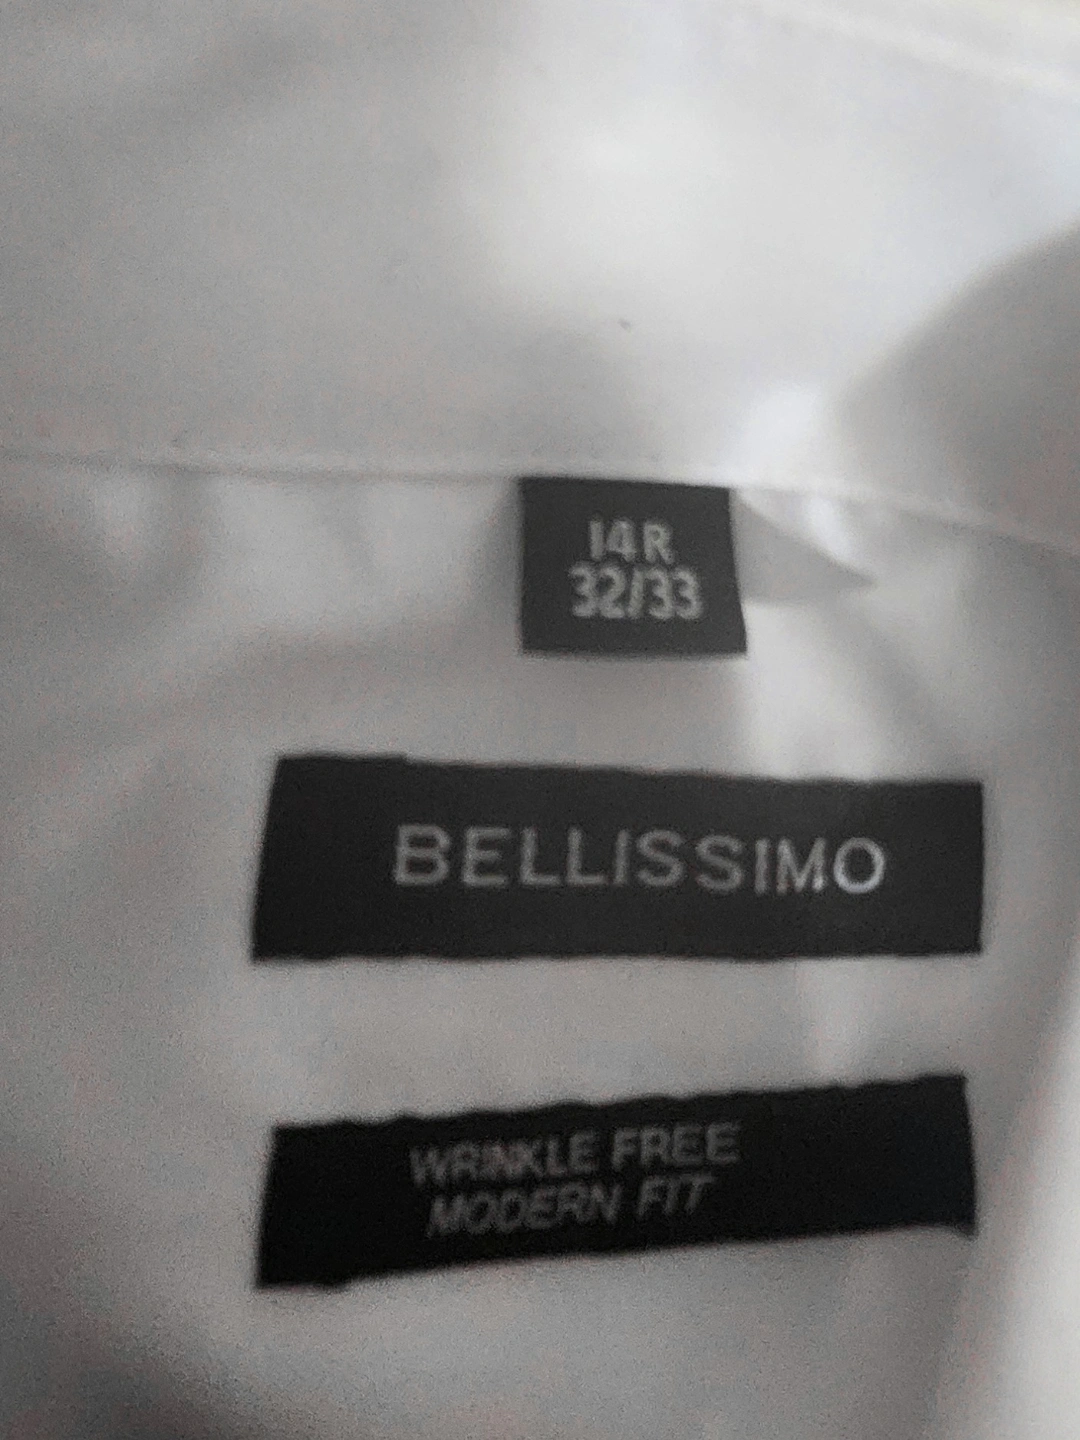 14R
32/33
BELLISSIMO
WRINKLE FREE
MODERN FIT